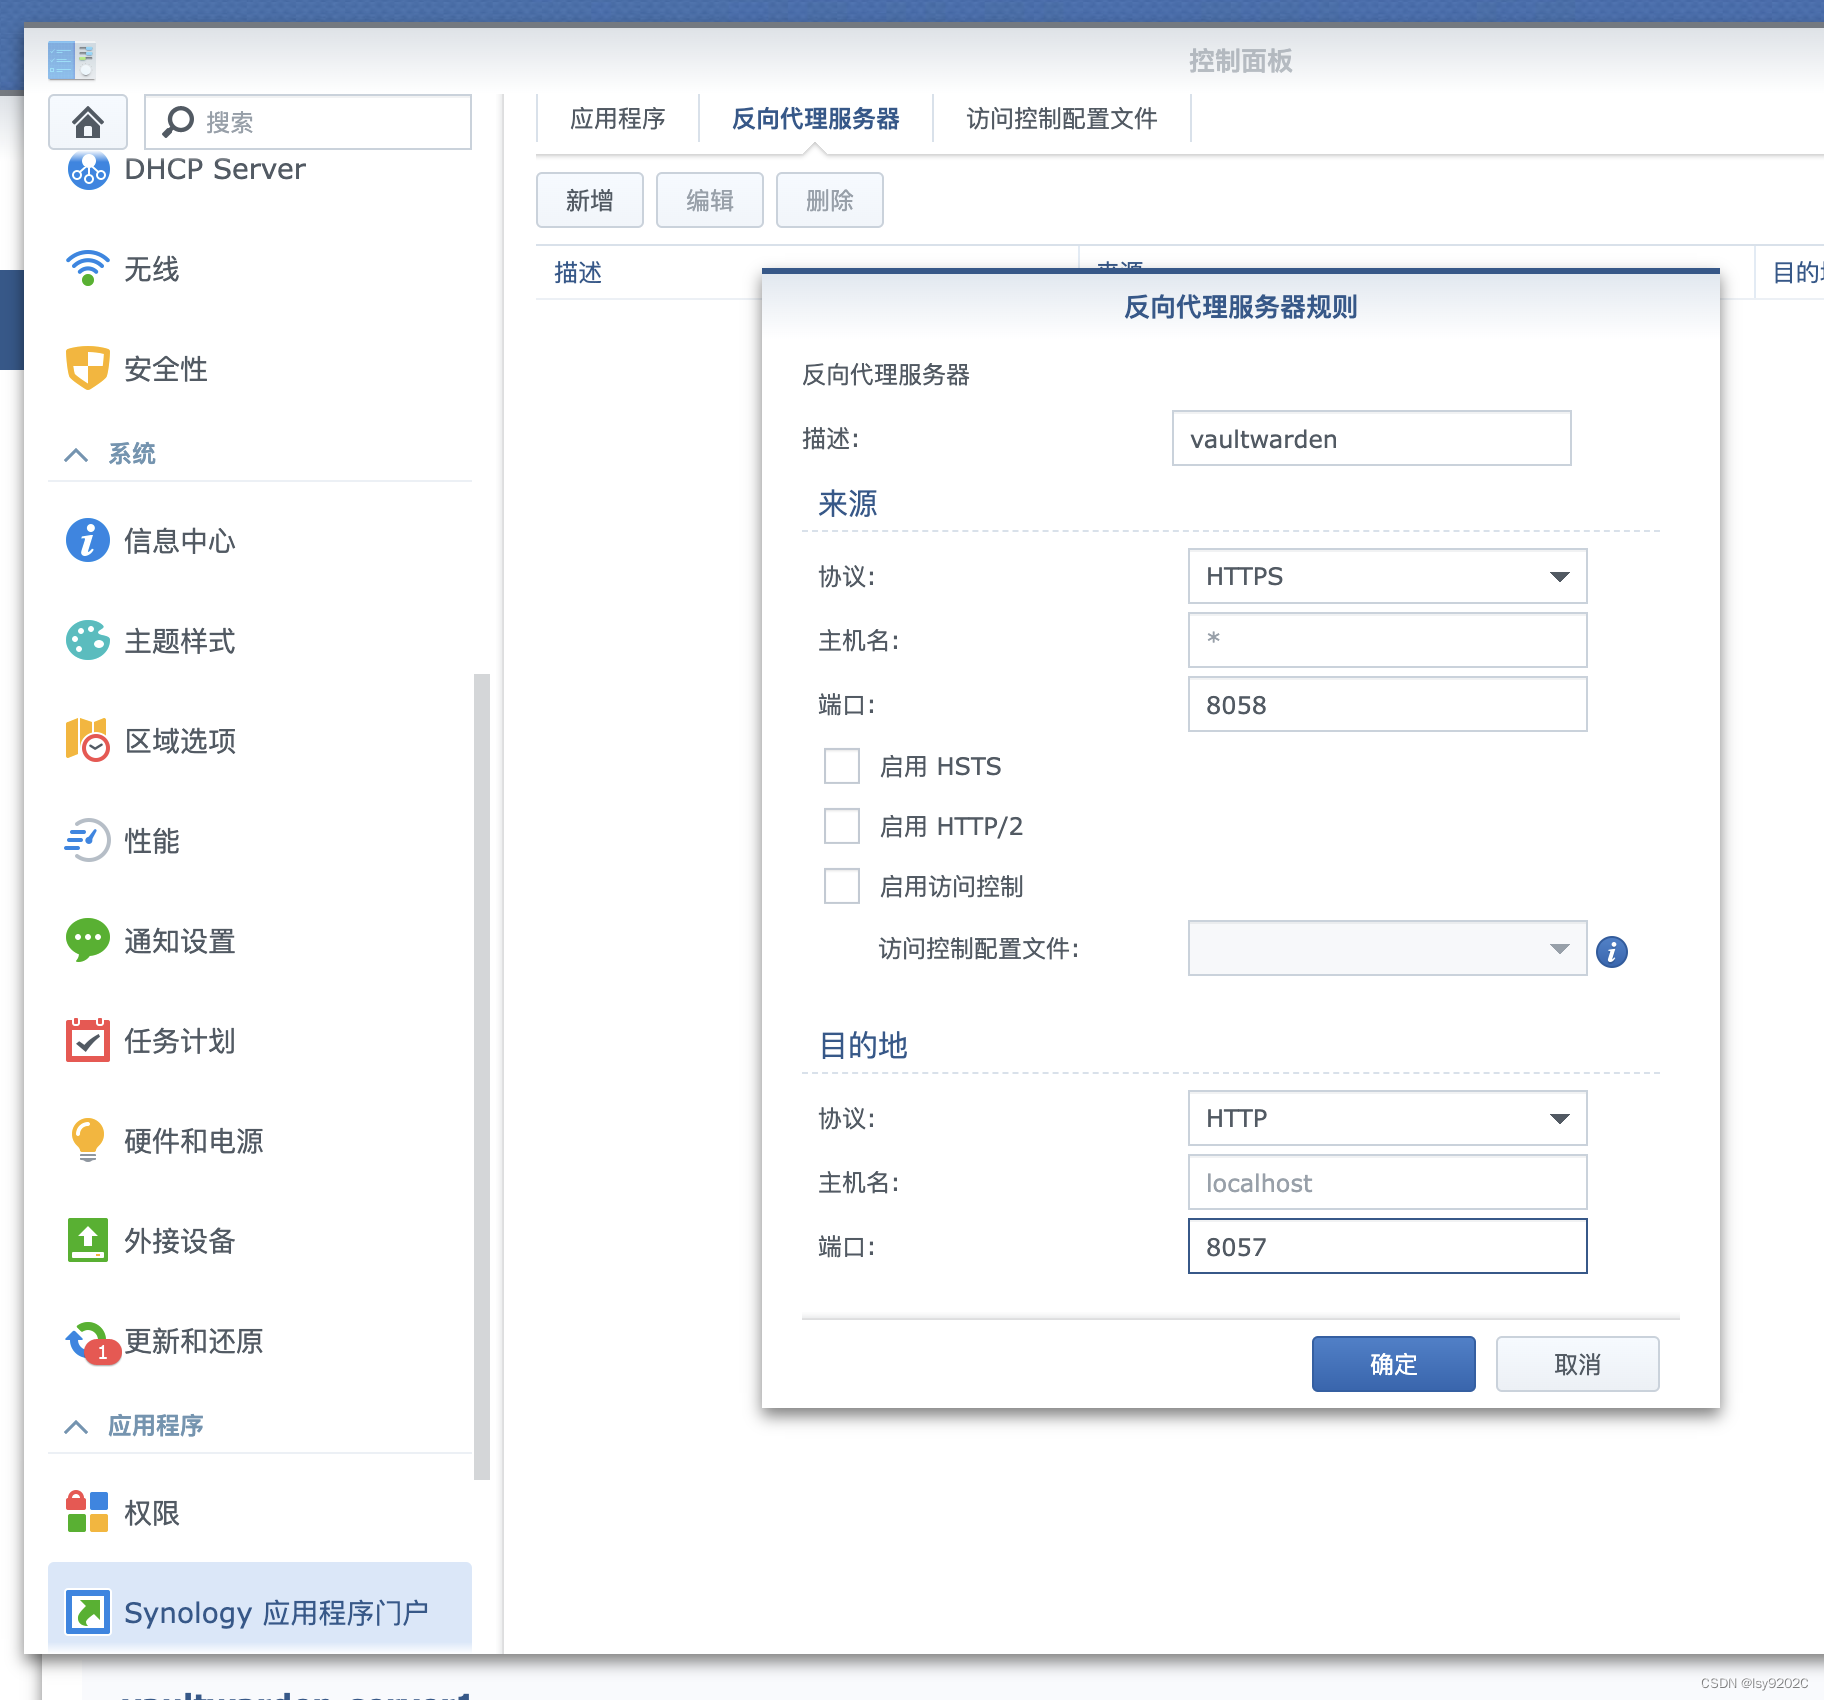 控制面板
搜索
DHCP Server
无线
安全性
系统
信息中心
主题样式
区域选项
性能
通知设置
任务计划
硬件和电源
外接设备
1
更新和还原
应用程序
权限
Synology 应用程序门户
应用程序
反向代理服务器
访问控制配置文件
新增
编辑
删除
描述
来源
目的地
反向代理服务器规则
反向代理服务器
描述:
vaultwarden
来源
协议:
HTTPS
主机名:
*
端口:
8058
启用 HSTS
启用 HTTP/2
启用访问控制
访问控制配置文件:
目的地
协议:
HTTP
主机名:
localhost
端口:
8057
确定
取消
vaultwarden-server1
CSDN @lsy9202C